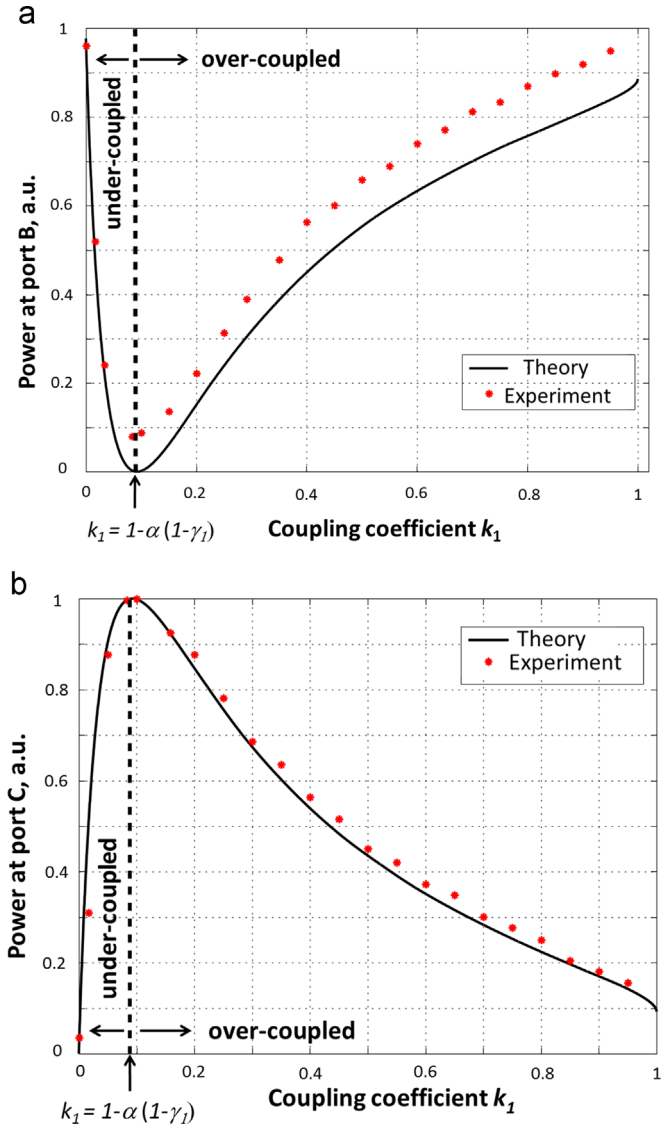 a
1
0.8
0.6
0.4
0.2
0
Power at port B, a.u.
under-coupled
over-coupled
Theory
Experiment
0
0.2
0.4
0.6
0.8
1
k1 = 1-α (1-γ1)
Coupling coefficient k1
b
1
0.8
0.6
0.4
0.2
0
Power at port C, a.u.
Theory
Experiment
under-coupled
over-coupled
0
0.2
0.4
0.6
0.8
1
k1 = 1-α (1-γ1)
Coupling coefficient k1